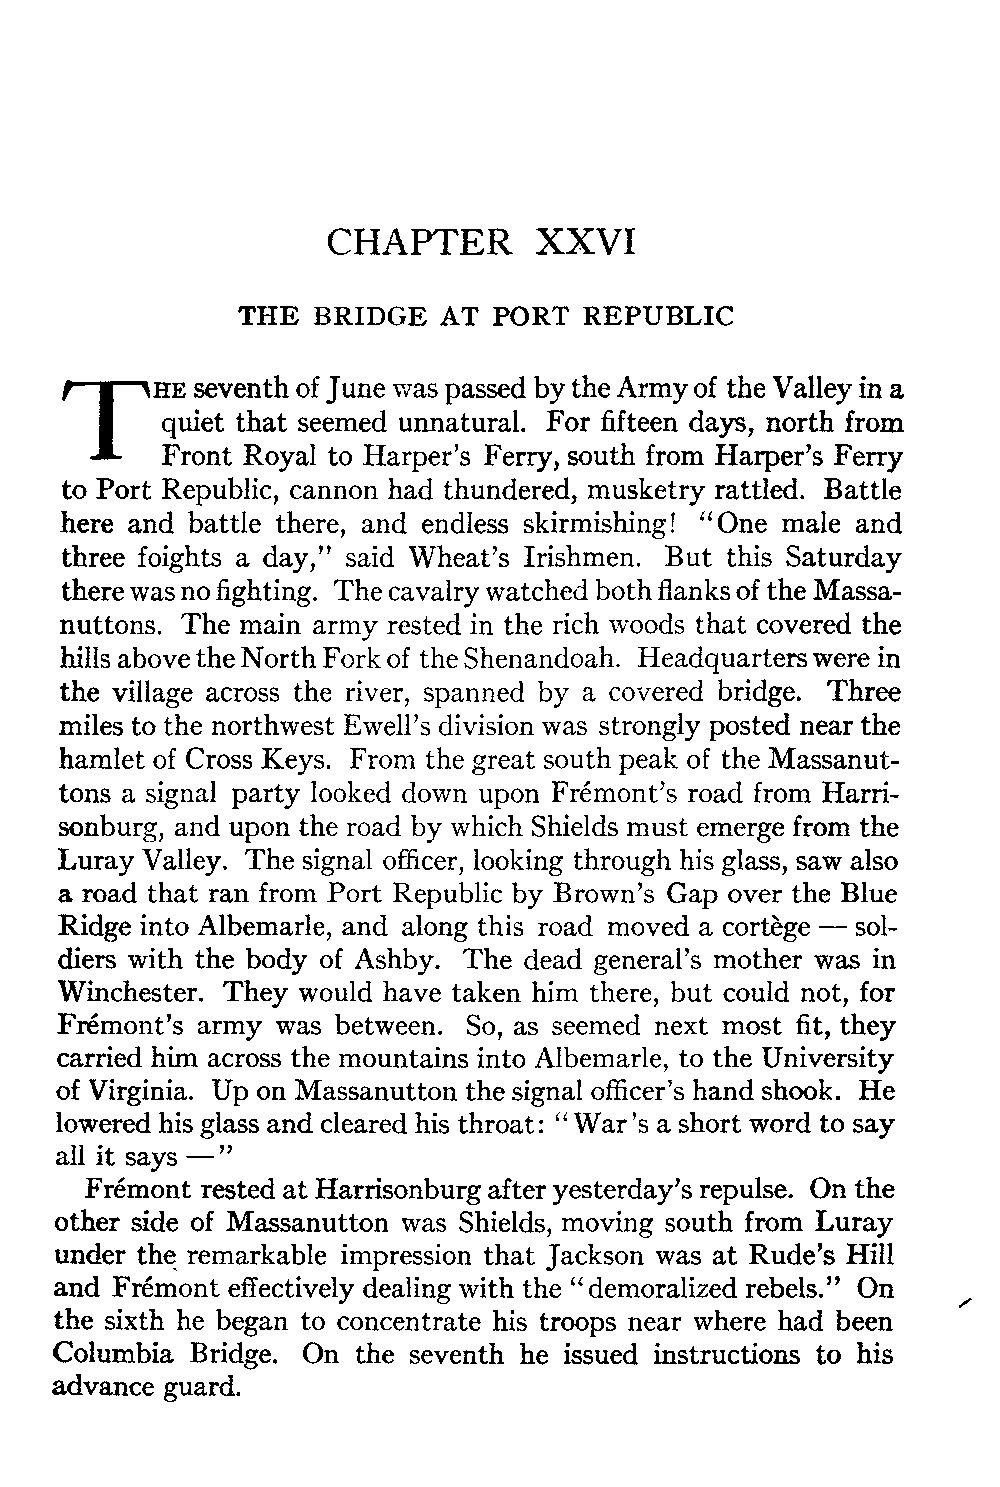 CHAPTER XXVI
THE BRIDGE AT PORT REPUBLIC
THE seventh of June was passed by the Army of the Valley in a
quiet that seemed unnatural. For fifteen days, north from
Front Royal to Harper's Ferry, south from Harper's Ferry
to Port Republic, cannon had thundered, musketry rattled. Battle
here and battle there, and endless skirmishing! "One male and
three foights a day," said Wheat's Irishmen. But this Saturday
there was no fighting. The cavalry watched both flanks of the Massa-
nuttons. The main army rested in the rich woods that covered the
hills above the North Fork of the Shenandoah. Headquarters were in
the village across the river, spanned by a covered bridge. Three
miles to the northwest Ewell's division was strongly posted near the
hamlet of Cross Keys. From the great south peak of the Massanut-
tons a signal party looked down upon Frémont's road from Harri-
sonburg, and upon the road by which Shields must emerge from the
Luray Valley. The signal officer, looking through his glass, saw also
a road that ran from Port Republic by Brown's Gap over the Blue
Ridge into Albemarle, and along this road moved a cortège — sol-
diers with the body of Ashby. The dead general's mother was in
Winchester. They would have taken him there, but could not, for
Frémont's army was between. So, as seemed next most fit, they
carried him across the mountains into Albemarle, to the University
of Virginia. Up on Massanutton the signal officer's hand shook. He
lowered his glass and cleared his throat: "War's a short word to say
all it says —"
Frémont rested at Harrisonburg after yesterday's repulse. On the
other side of Massanutton was Shields, moving south from Luray
under the remarkable impression that Jackson was at Rude's Hill
and Frémont effectively dealing with the "demoralized rebels." On
the sixth he began to concentrate his troops near where had been
Columbia Bridge. On the seventh he issued instructions to his
advance guard.